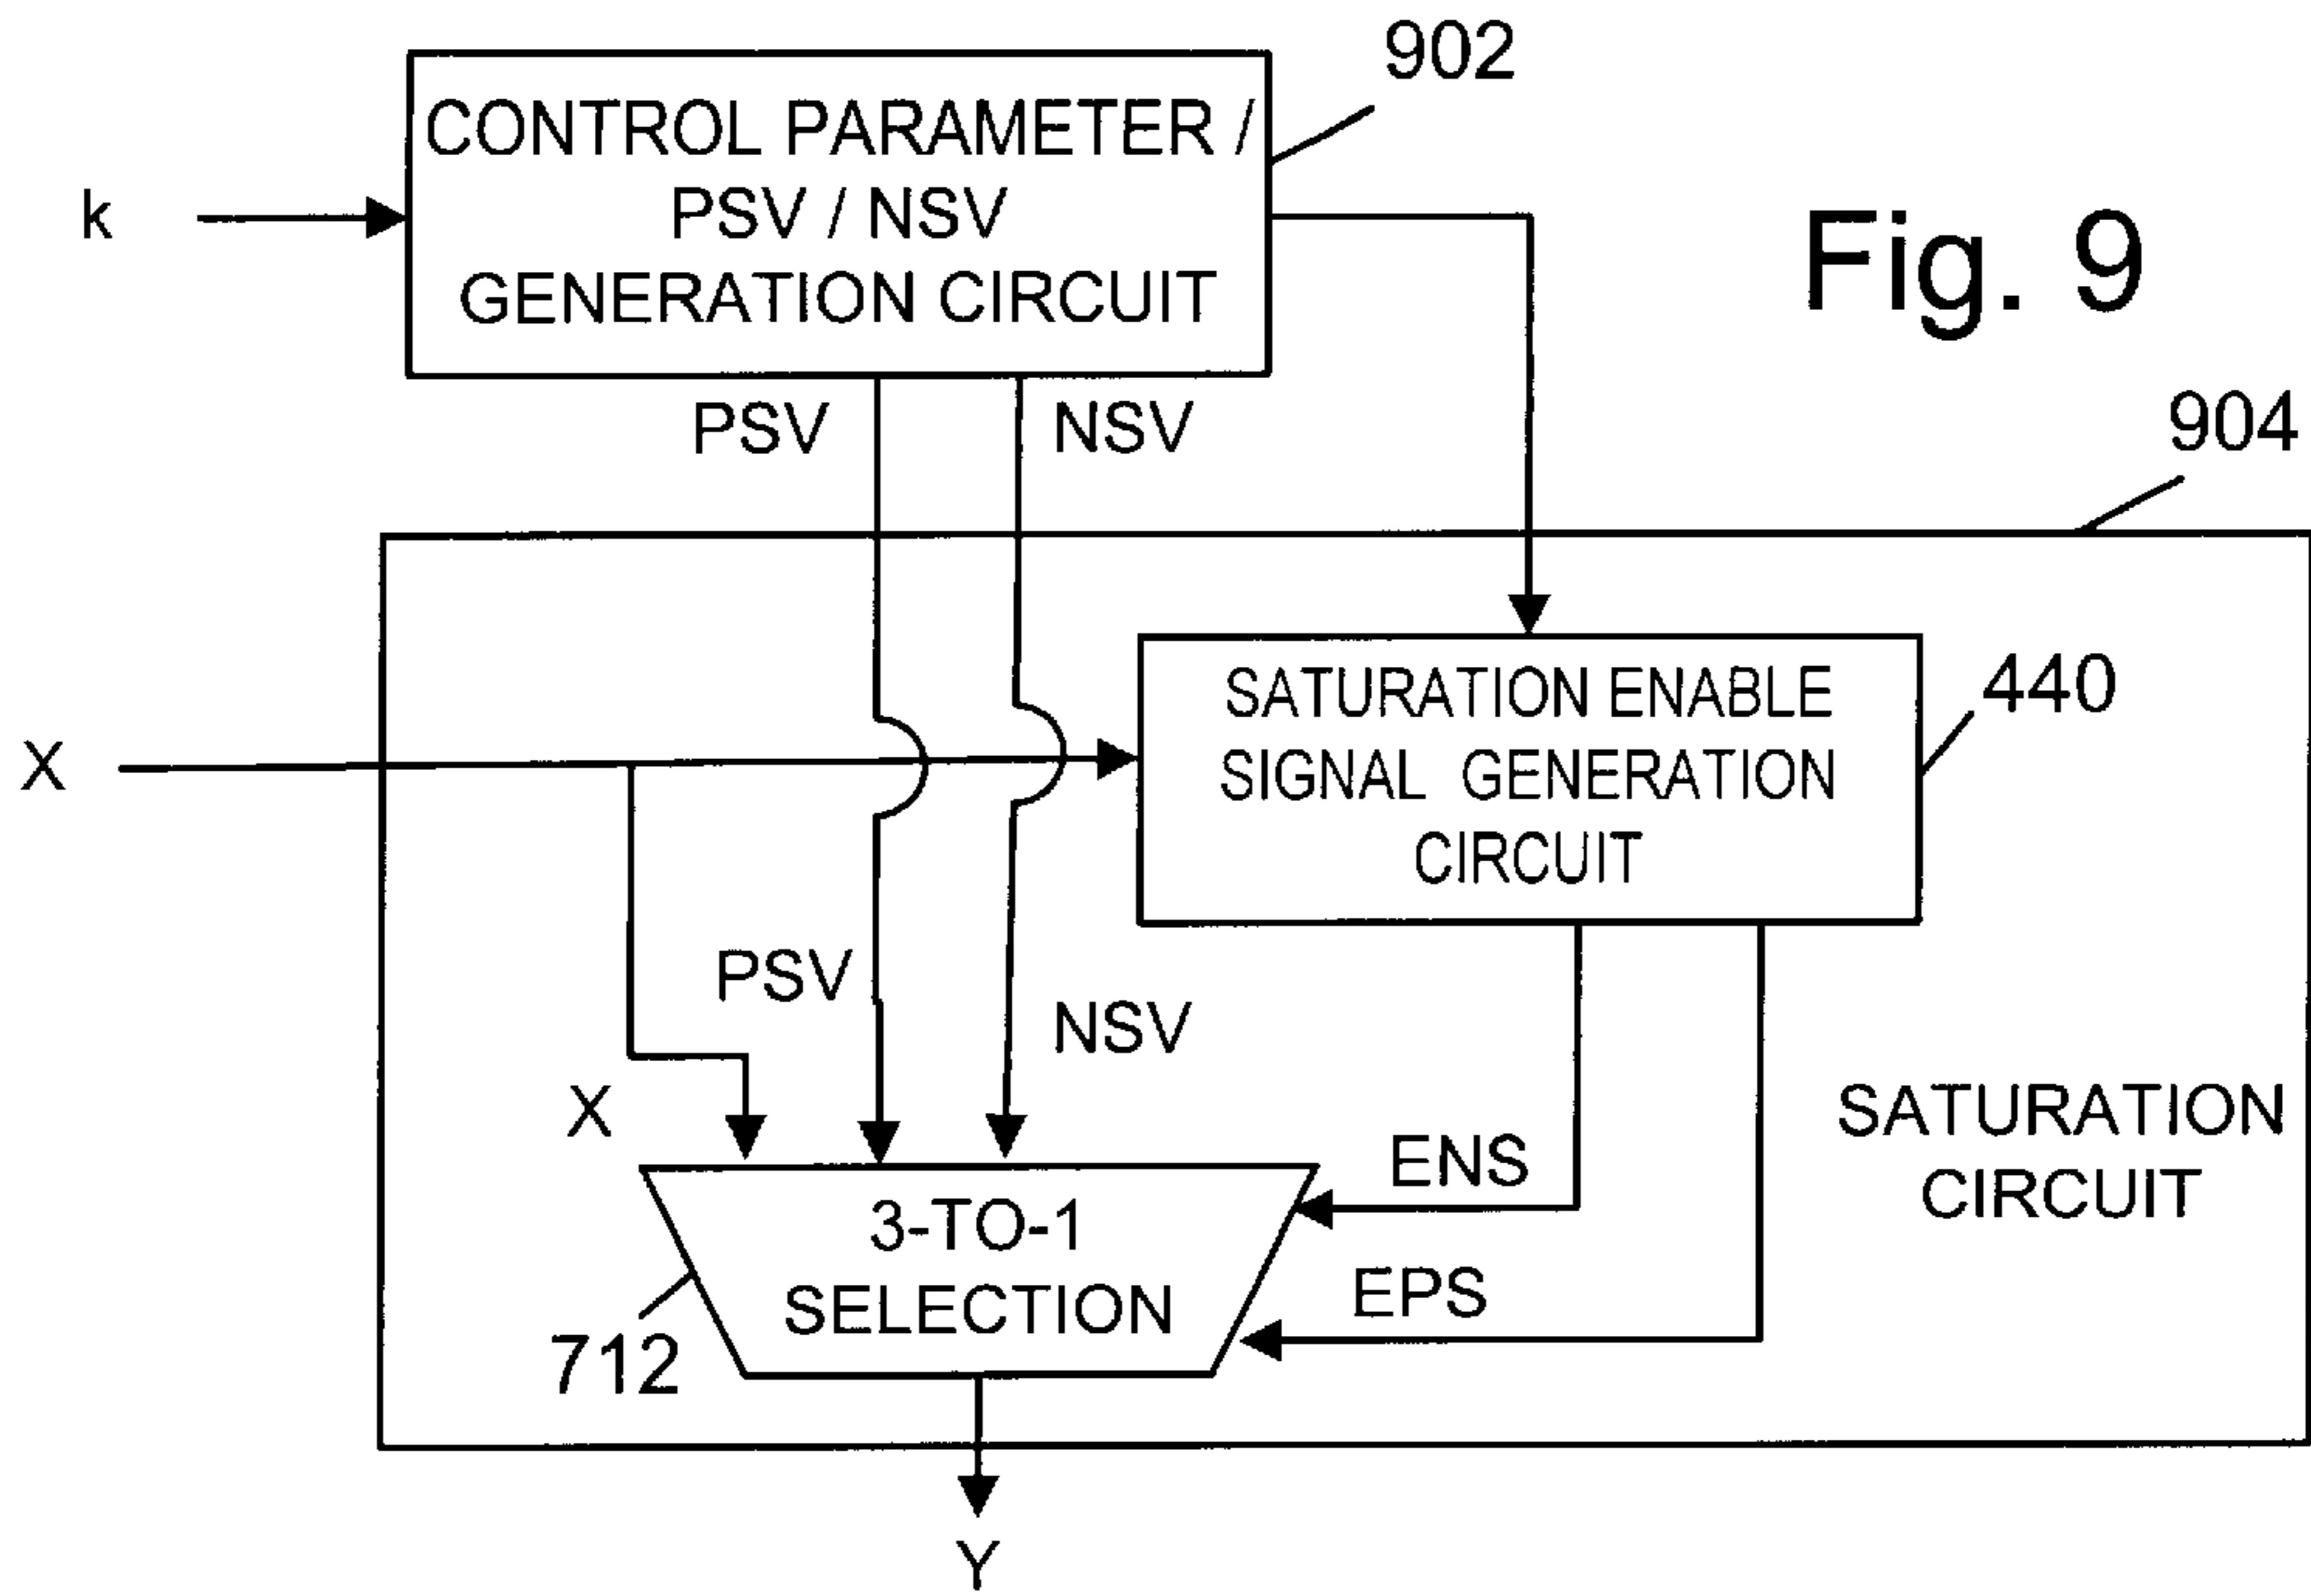 902
CONTROL PARAMETER /
PSV / NSV
GENERATION CIRCUIT
k
Fig. 9
PSV
NSV
904
SATURATION ENABLE
SIGNAL GENERATION
CIRCUIT
440
X
PSV
NSV
X
SATURATION
CIRCUIT
ENS
3-TO-1
SELECTION
EPS
712
Y